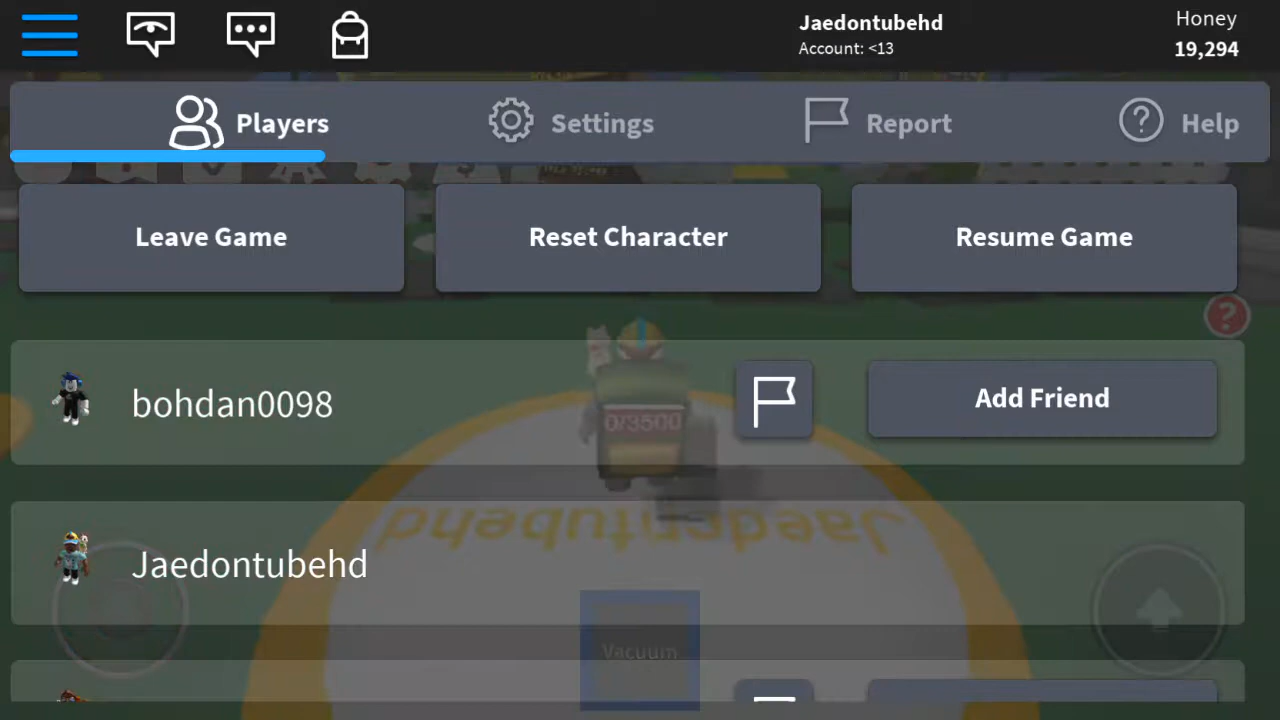 Jaedontubehd
Account: <13
Honey
19,294
Players
Settings
Report
Help
Leave Game
Reset Character
Resume Game
?
bohdan0098
Add Friend
0/3500
Jaedontubehd
Jaedontubehd
Vacuum